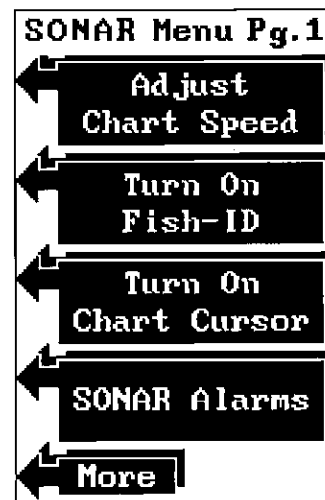 SONAR Menu Pg.1
Adjust
Chart Speed
Turn On
Fish-ID
Turn On
Chart Cursor
SONAR Alarms
More